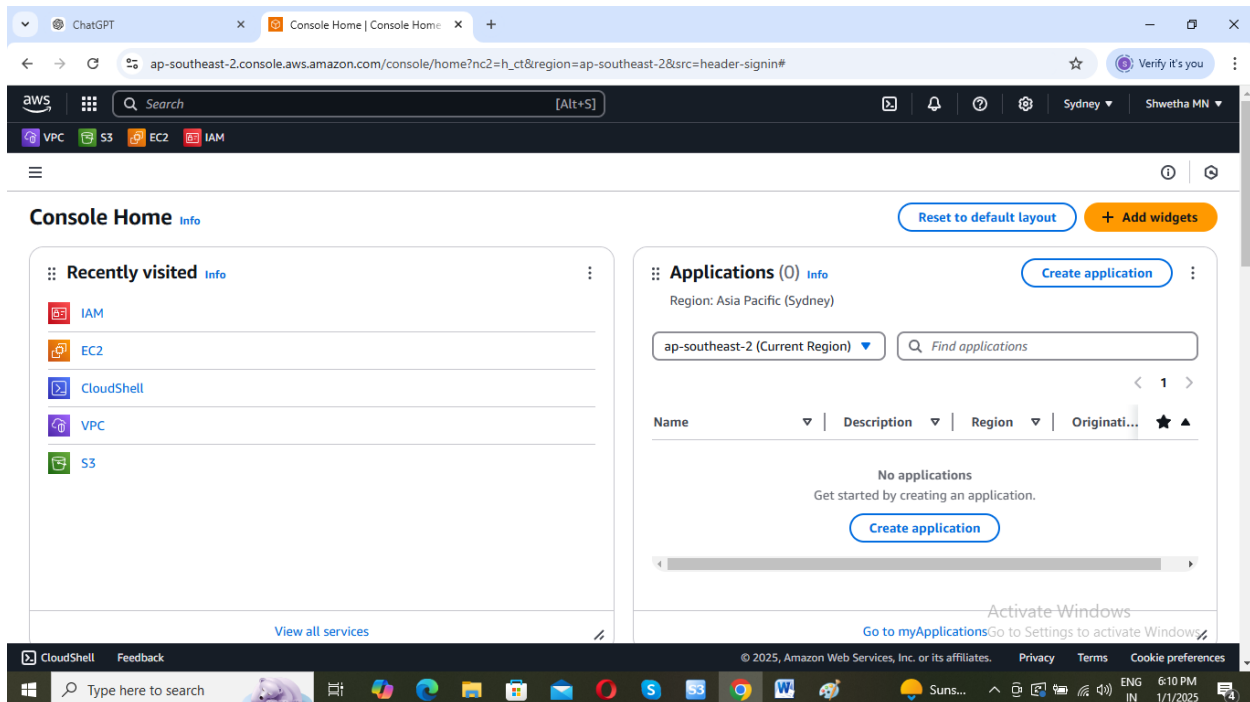 ChatGPT
Console Home | Console Home
ap-southeast-2.console.aws.amazon.com/console/home?nc2=h_ct&region=ap-southeast-2&src=header-signin#
Verify it's you
aws
Search [Alt+S]
Sydney ▼
Shwetha MN ▼
VPC S3 EC2 IAM
Console Home Info
Reset to default layout
+ Add widgets
Recently visited Info
IAM
EC2
CloudShell
VPC
S3
View all services
Applications (0) Info
Create application
Region: Asia Pacific (Sydney)
ap-southeast-2 (Current Region) ▼
Find applications
1
Name Description Region Originati...
No applications
Get started by creating an application.
Create application
Go to myApplications
Activate Windows
Go to Settings to activate Windows.
CloudShell Feedback © 2025, Amazon Web Services, Inc. or its affiliates. Privacy Terms Cookie preferences
Type here to search
S3
Suns...
ENG
IN
6:10 PM
1/1/2025
4